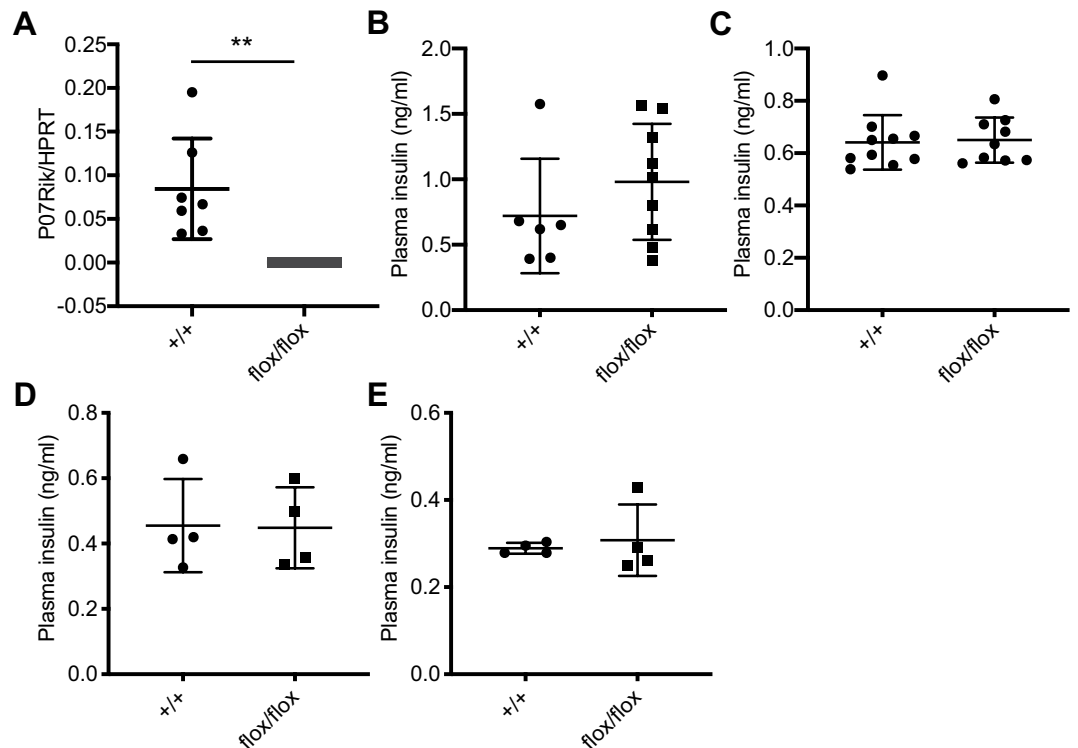 A
P07Rik/HPRT
0.25
0.20
0.15
0.10
0.05
0.00
-0.05
**
+/+
flox/flox
B
Plasma insulin (ng/ml)
2.0
1.5
1.0
0.5
0.0
+/+
flox/flox
C
Plasma insulin (ng/ml)
1.0
0.8
0.6
0.4
0.2
0.0
+/+
flox/flox
D
Plasma insulin (ng/ml)
0.8
0.6
0.4
0.2
0.0
+/+
flox/flox
E
Plasma insulin (ng/ml)
0.6
0.4
0.2
0.0
+/+
flox/flox